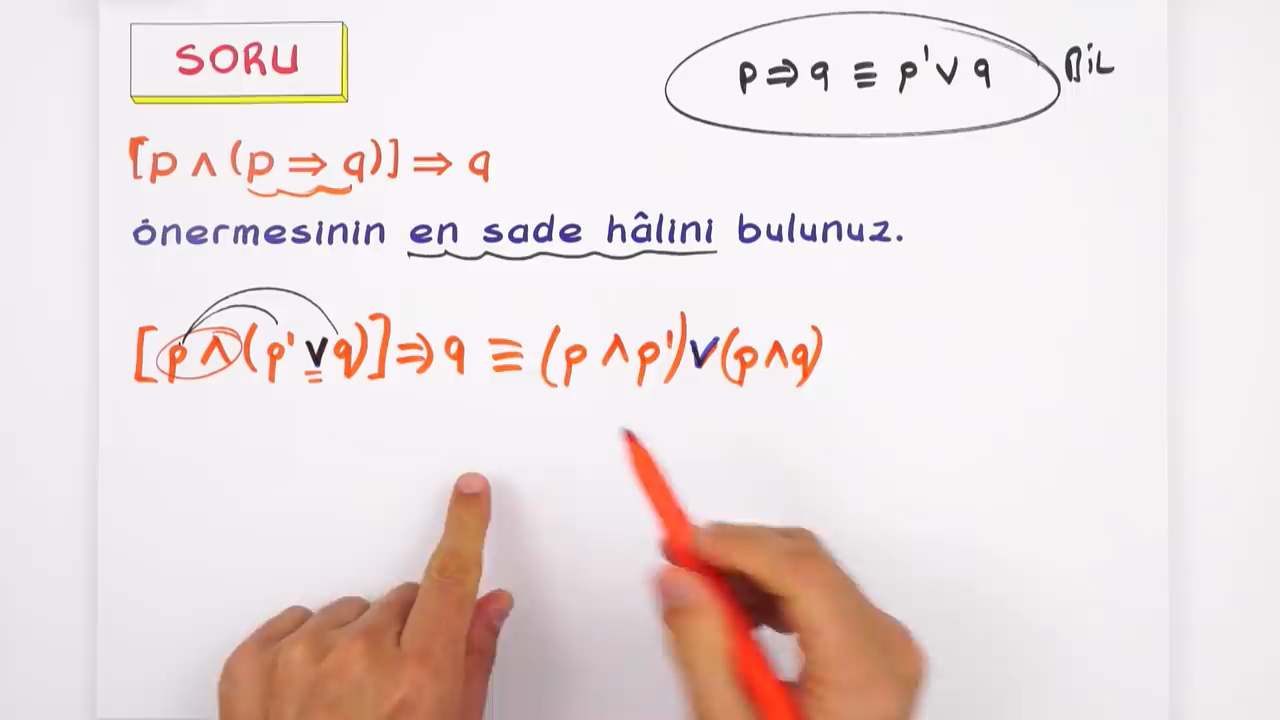 SORU
p ⇒ q ≡ p' ∨ q BİL
[p ∧ (p ⇒ q)] ⇒ q
önermesinin en sade hâlini bulunuz.
[p ∧ (p' ∨ q)] ⇒ q ≡ (p ∧ p') ∨ (p ∧ q)